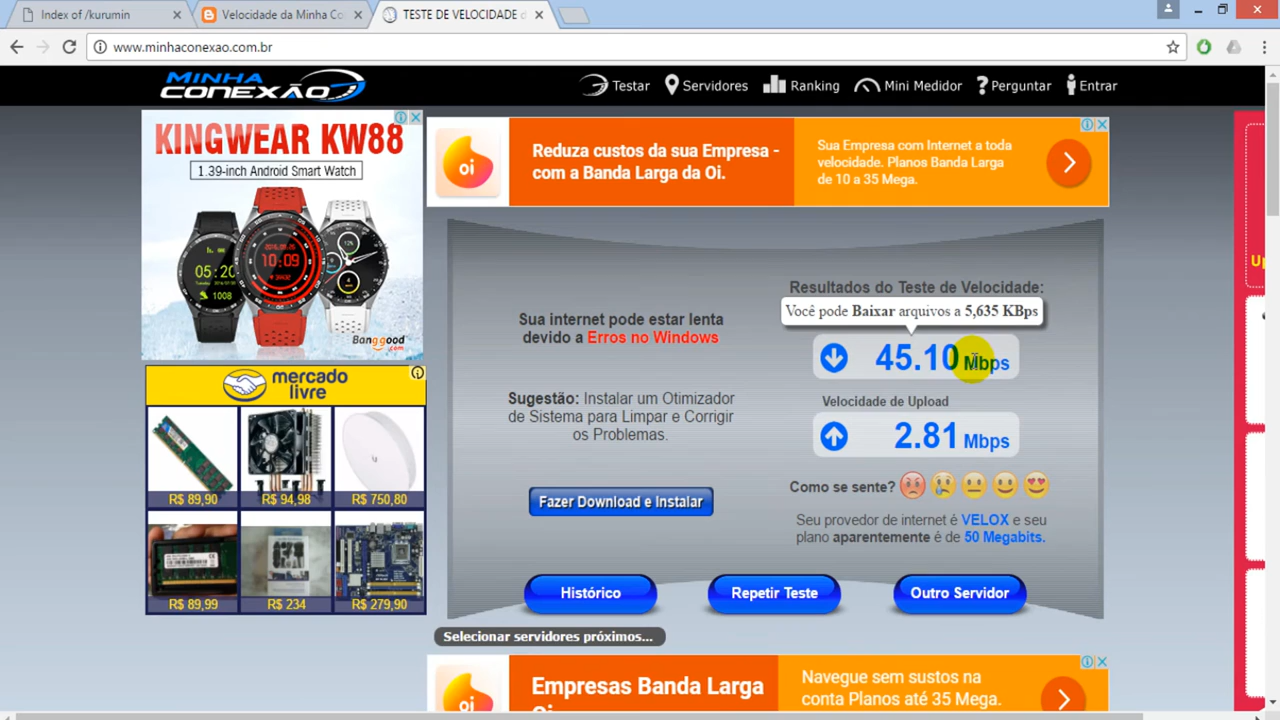 Index of /kurumin
Velocidade da Minha Co
TESTE DE VELOCIDADE
www.minhaconexao.com.br
MINHA
CONEXÃO
Testar
Servidores
Ranking
Mini Medidor
Perguntar
Entrar
KINGWEAR KW88
1.39-inch Android Smart Watch
05:20
1008
10:09
Banggood
.com
oi
Reduza custos da sua Empresa -
com a Banda Larga da Oi.
Sua Empresa com Internet a toda
velocidade. Planos Banda Larga
de 10 a 35 Mega.
mercado
livre
R$ 89,90
R$ 94,98
R$ 750,80
R$ 89,99
R$ 234
R$ 279,90
Sua internet pode estar lenta
devido a Erros no Windows
Sugestão: Instalar um Otimizador
de Sistema para Limpar e Corrigir
os Problemas.
Fazer Download e Instalar
Resultados do Teste de Velocidade:
Você pode Baixar arquivos a 5,635 KBps
45.10 Mbps
Velocidade de Upload
2.81 Mbps
Como se sente?
Seu provedor de internet é VELOX e seu
plano aparentemente é de 50 Megabits.
Histórico
Repetir Teste
Outro Servidor
Selecionar servidores próximos...
oi
Empresas Banda Larga
Navegue sem sustos na
conta Planos até 35 Mega.